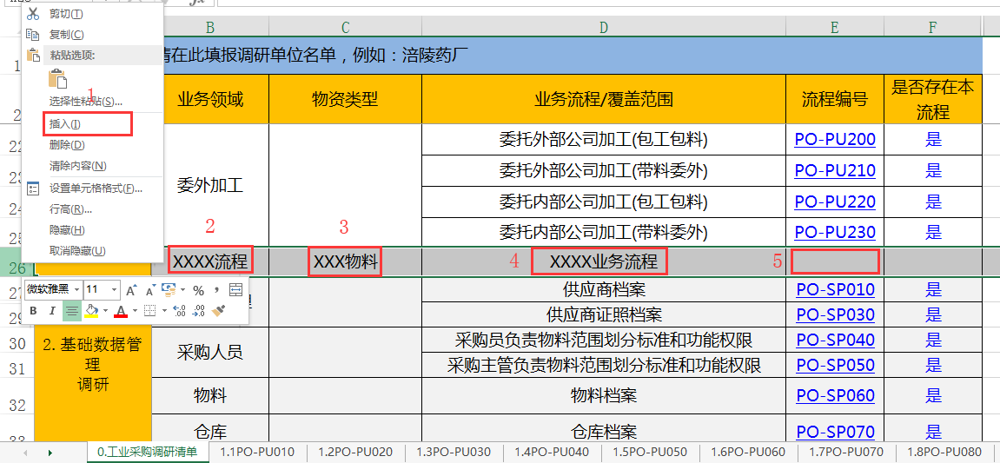 剪切(T)
复制(C)
粘贴选项:
1
选择性粘贴(S)...
插入(I)
删除(D)
清除内容(N)
设置单元格格式(F)...
行高(R)...
隐藏(H)
取消隐藏(U)
B C D E F
1 请在此填报调研单位名单，例如：涪陵药厂
2 业务领域 物资类型 业务流程/覆盖范围 流程编号 是否存在本
流程
22 委托外部公司加工(包工包料) PO-PU200 是
23 委外加工 委托外部公司加工(带料委外) PO-PU210 是
24 委托内部公司加工(包工包料) PO-PU220 是
25 委托内部公司加工(带料委外) PO-PU230 是
2 3 4 5
26 XXXX流程 XXX物料 XXXX业务流程
微软雅黑 11 A A % ,
B I A .00
27 供应商档案 PO-SP010 是
29 供应商证照档案 PO-SP030 是
30 采购员负责物料范围划分标准和功能权限 PO-SP040 是
31 采购人员 采购主管负责物料范围划分标准和功能权限 PO-SP050 是
2.基础数据管
理
调研
32 物料 物料档案 PO-SP060 是
33 仓库 仓库档案 PO-SP070 是
0.工业采购调研清单 1.1PO-PU010 1.2PO-PU020 1.3PO-PU030 1.4PO-PU040 1.5PO-PU050 1.6PO-PU060 1.7PO-PU070 1.8PO-PU080